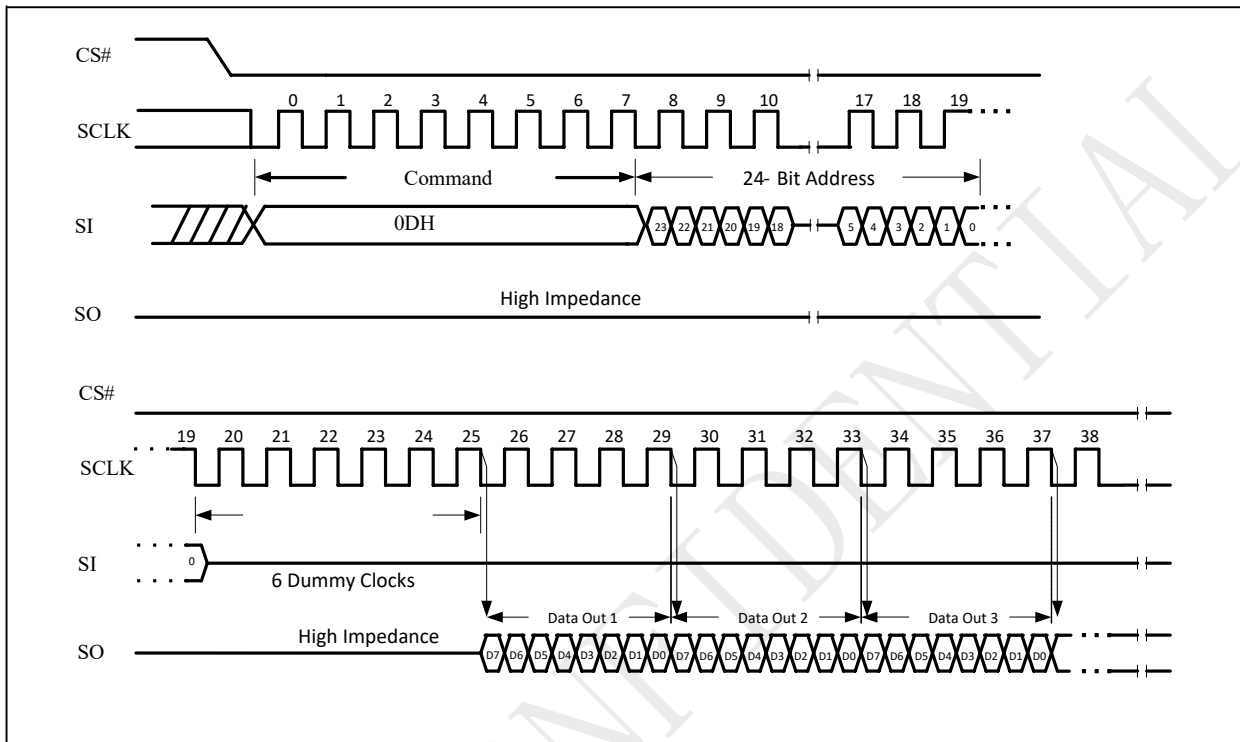 CS#
0 1 2 3 4 5 6 7 8 9 10 17 18 19
SCLK
Command 24- Bit Address
SI 0DH 23 22 21 20 19 18 5 4 3 2 1 0
High Impedance
SO
CS#
19 20 21 22 23 24 25 26 27 28 29 30 31 32 33 34 35 36 37 38
SCLK
SI 0
6 Dummy Clocks
Data Out 1 Data Out 2 Data Out 3
High Impedance
SO D7 D6 D5 D4 D3 D2 D1 D0 D7 D6 D5 D4 D3 D2 D1 D0 D7 D6 D5 D4 D3 D2 D1 D0
NFIDENTIAL